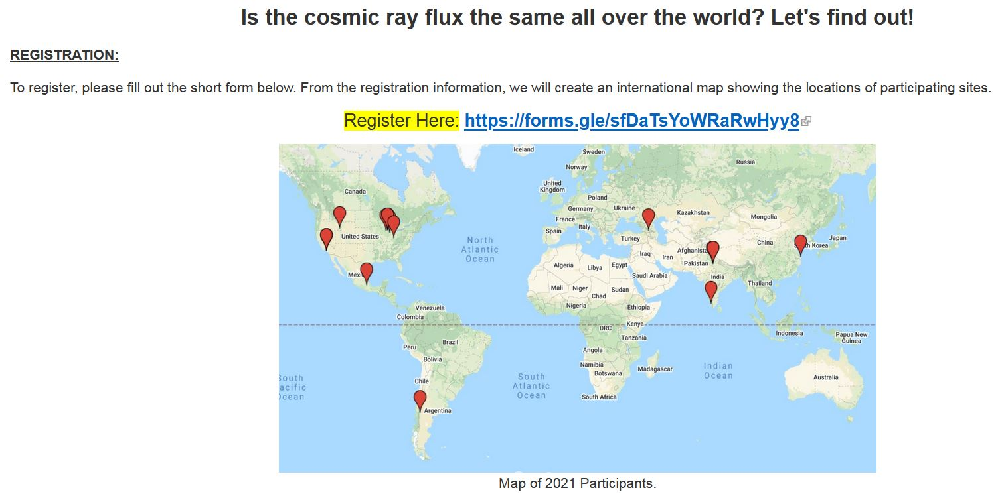 Is the cosmic ray flux the same all over the world? Let's find out!
REGISTRATION:
To register, please fill out the short form below. From the registration information, we will create an international map showing the locations of participating sites.
Register Here: https://forms.gle/sfDaTsYoWRaRwHyy8
Iceland
Sweden
Norway
Russia
United
Kingdom
Canada
Poland
Germany
Ukraine
Kazakhstan
Mongolia
France
Italy
Spain
Turkey
United States
North
Atlantic
Ocean
China
Japan
th Korea
Afghanista
Iraq
Iran
Pakistan
Algeria
Libya
Egypt
Saudi Arabia
India
Thailand
Mexi
Mali
Niger
Chad
Sudan
Nigeria
Ethiopia
Venezuela
Colombia
DRC
Kenya
Tanzania
Indonesia
Papua New
Guinea
Peru
Brazil
Bolivia
Angola
Namibia
Botswana
Madagascar
Indian
Ocean
Australia
Chile
South
Atlantic
Ocean
South
acific
Ocean
South Africa
Argentina
Map of 2021 Participants.